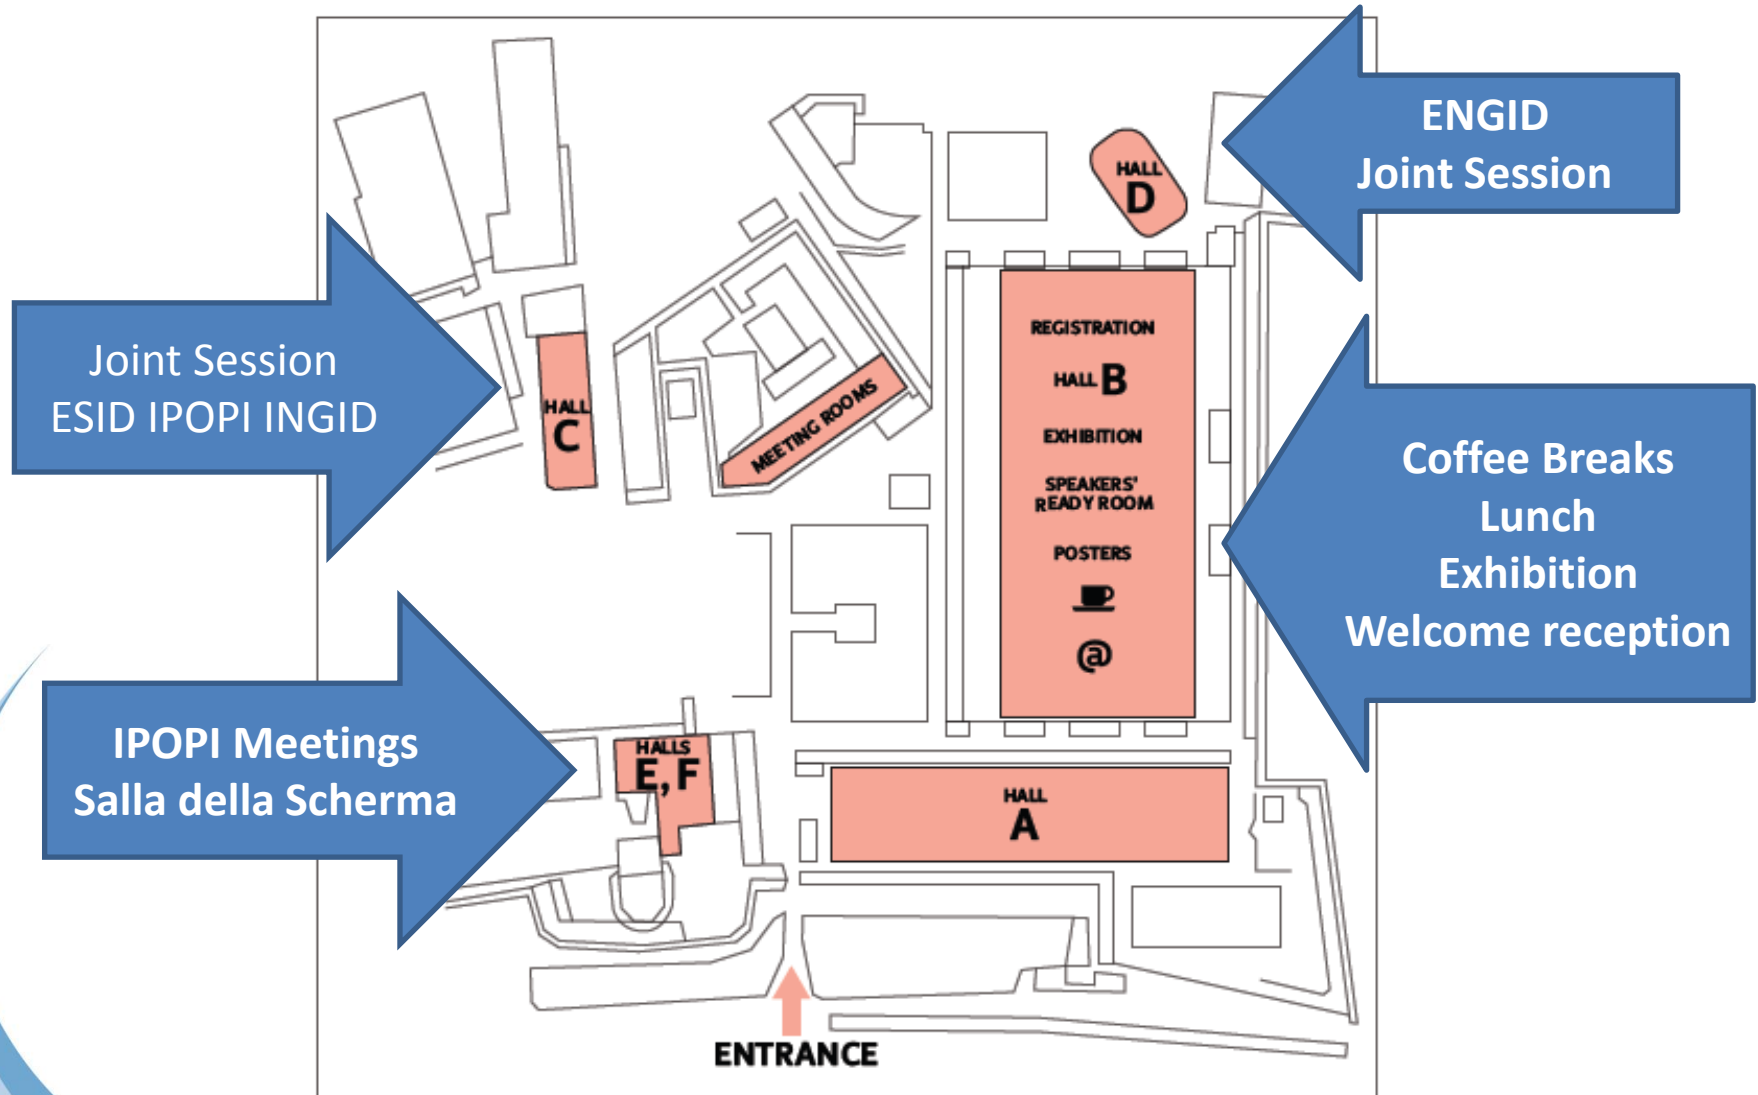 ENGID
Joint Session
HALL
D
REGISTRATION
HALL B
EXHIBITION
SPEAKERS'
READY ROOM
POSTERS
@
Joint Session
ESID IPOPI INGID
HALL
C
MEETING ROOMS
Coffee Breaks
Lunch
Exhibition
Welcome reception
IPOPI Meetings
Salla della Scherma
HALLS
E, F
HALL
A
ENTRANCE